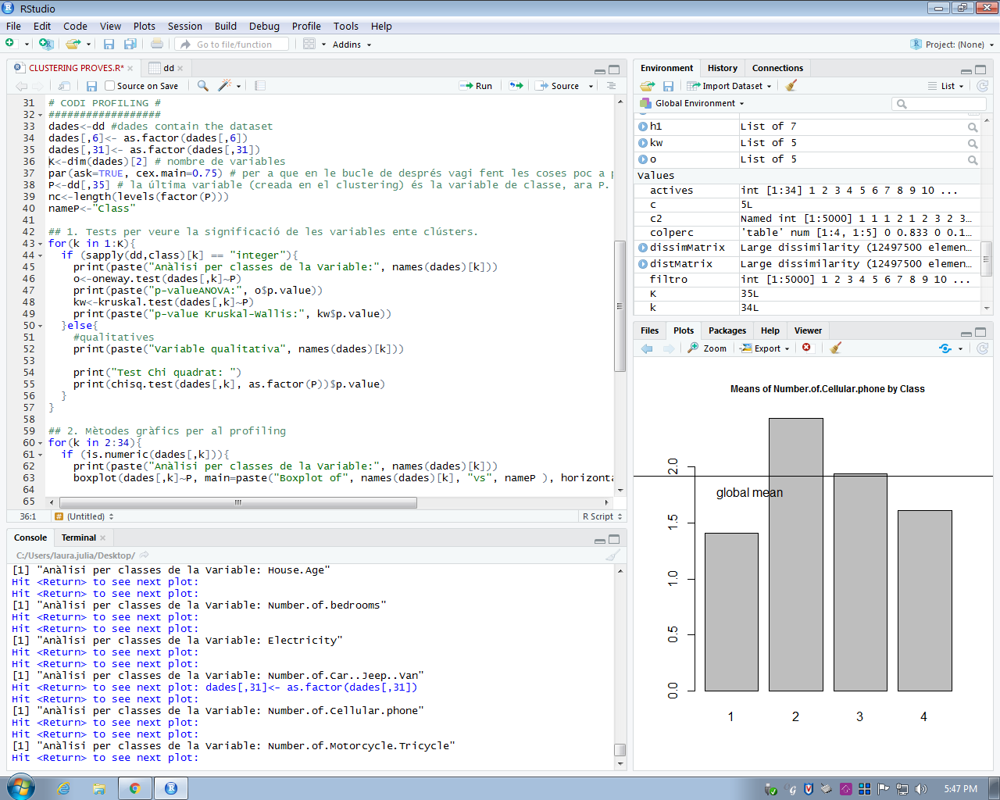 RStudio
File Edit Code View Plots Session Build Debug Profile Tools Help
Go to file/function Addins Project: (None)
CLUSTERING PROVES.R* dd
Source on Save Run Source
31 # CODI PROFILING #
32 ##################
33 dades<-dd #dades contain the dataset
34 dades[,6]<- as.factor(dades[,6])
35 dades[,31]<- as.factor(dades[,31])
36 K<-dim(dades)[2] # nombre de variables
37 par(ask=TRUE, cex.main=0.75) # per a que en le bucle de després vagi fent les coses poc a p
38 P<-dd[,35] # la última variable (creada en el clustering) és la variable de classe, ara P.
39 nc<-length(levels(factor(P)))
40 nameP<-"Class"
41
42 ## 1. Tests per veure la significació de les variables ente clústers.
43 for(k in 1:K){
44 if (sapply(dd,class)[k] == "integer"){
45 print(paste("Anàlisi per classes de la Variable:", names(dades)[k]))
46 o<-oneway.test(dades[,k]~P)
47 print(paste("p-valueANOVA:", o$p.value))
48 kw<-kruskal.test(dades[,k]~P)
49 print(paste("p-value Kruskal-Wallis:", kw$p.value))
50 }else{
51 #qualitatives
52 print(paste("Variable qualitativa", names(dades)[k]))
53
54 print("Test Chi quadrat: ")
55 print(chisq.test(dades[,k], as.factor(P))$p.value)
56 }
57 }
58
59 ## 2. Mètodes gràfics per al profiling
60 for(k in 2:34){
61 if (is.numeric(dades[,k])){
62 print(paste("Anàlisi per classes de la Variable:", names(dades)[k]))
63 boxplot(dades[,k]~P, main=paste("Boxplot of", names(dades)[k], "vs", nameP ), horizonta
64
65
36:1 # (Untitled) R Script
Console Terminal
C:/Users/laura.julia/Desktop/
[1] "Anàlisi per classes de la Variable: House.Age"
Hit <Return> to see next plot:
Hit <Return> to see next plot:
[1] "Anàlisi per classes de la Variable: Number.of.bedrooms"
Hit <Return> to see next plot:
Hit <Return> to see next plot:
[1] "Anàlisi per classes de la Variable: Electricity"
Hit <Return> to see next plot:
Hit <Return> to see next plot:
[1] "Anàlisi per classes de la Variable: Number.of.Car..Jeep..Van"
Hit <Return> to see next plot: dades[,31]<- as.factor(dades[,31])
Hit <Return> to see next plot:
[1] "Anàlisi per classes de la Variable: Number.of.Cellular.phone"
Hit <Return> to see next plot:
Hit <Return> to see next plot:
[1] "Anàlisi per classes de la Variable: Number.of.Motorcycle.Tricycle"
Hit <Return> to see next plot:
Environment History Connections
Import Dataset List
Global Environment
h1 List of 7
kw List of 5
o List of 5
Values
actives int [1:34] 1 2 3 4 5 6 7 8 9 10 ...
c 5L
c2 Named int [1:5000] 1 1 1 2 1 2 3 2 3…
colperc 'table' num [1:4, 1:5] 0 0.833 0 0.1…
dissimMatrix Large dissimilarity (12497500 elemen…
distMatrix Large dissimilarity (12497500 elemen…
filtro int [1:5000] 1 2 3 4 5 6 7 8 9 10 ...
K 35L
k 34L
Files Plots Packages Help Viewer
Zoom Export
Means of Number.of.Cellular.phone by Class
2.0
global mean
1.5
1.0
0.5
0.0
1 2 3 4
5:47 PM